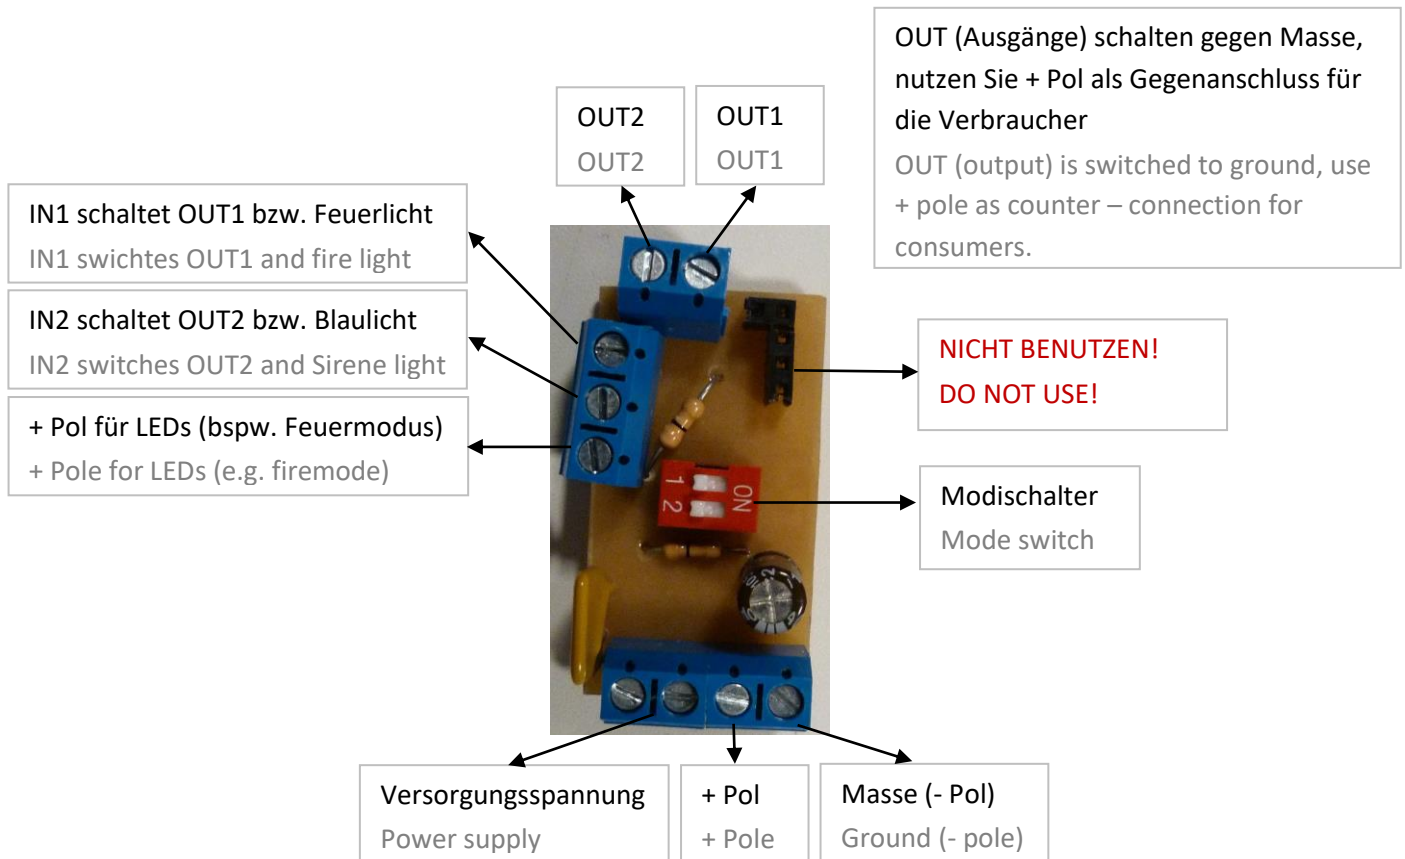 OUT (Ausgänge) schalten gegen Masse,
nutzen Sie + Pol als Gegenanschluss für
die Verbraucher
OUT (output) is switched to ground, use
+ pole as counter – connection for
consumers.
OUT2
OUT2
OUT1
OUT1
IN1 schaltet OUT1 bzw. Feuerlicht
IN1 swichtes OUT1 and fire light
IN2 schaltet OUT2 bzw. Blaulicht
IN2 switches OUT2 and Sirene light
+ Pol für LEDs (bspw. Feuermodus)
+ Pole for LEDs (e.g. firemode)
NICHT BENUTZEN!
DO NOT USE!
1 2
ON
Modischalter
Mode switch
Versorgungsspannung
Power supply
+ Pol
+ Pole
Masse (- Pol)
Ground (- pole)